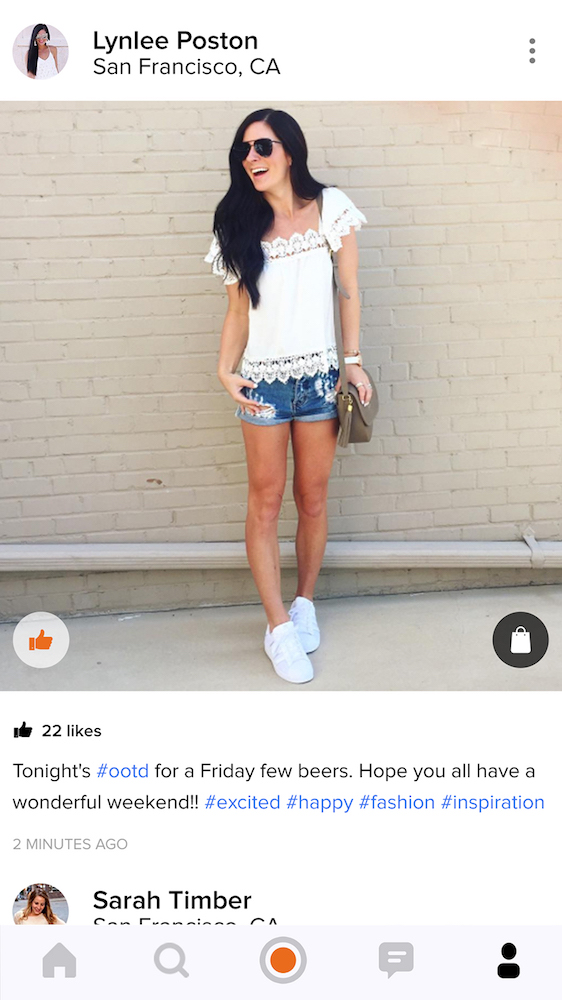 Lynlee Poston
San Francisco, CA
22 likes
Tonight's #ootd for a Friday few beers. Hope you all have a
wonderful weekend!! #excited #happy #fashion #inspiration
2 MINUTES AGO
Sarah Timber
San Francisco, CA